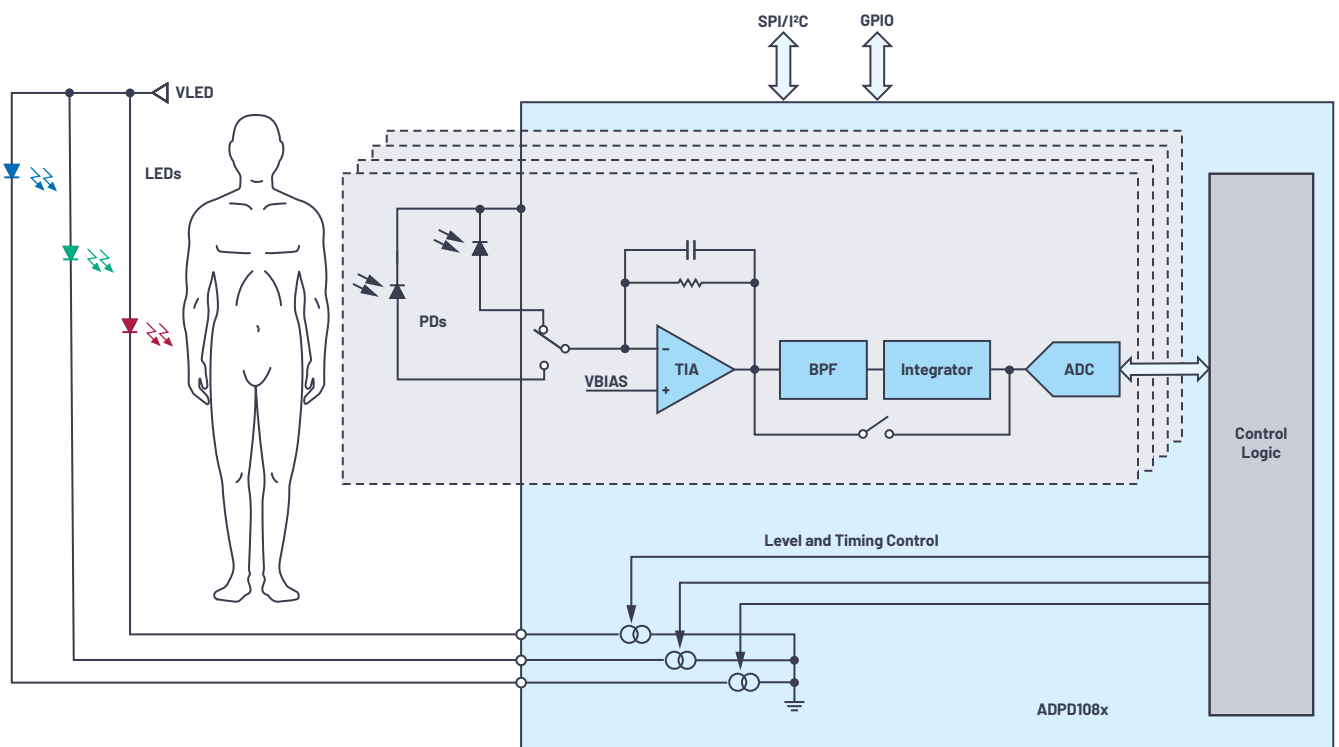 SPI/I²C
GPIO
VLED
LEDs
PDs
VBIAS
−
+
TIA
BPF
Integrator
ADC
Control
Logic
Level and Timing Control
ADPD108x